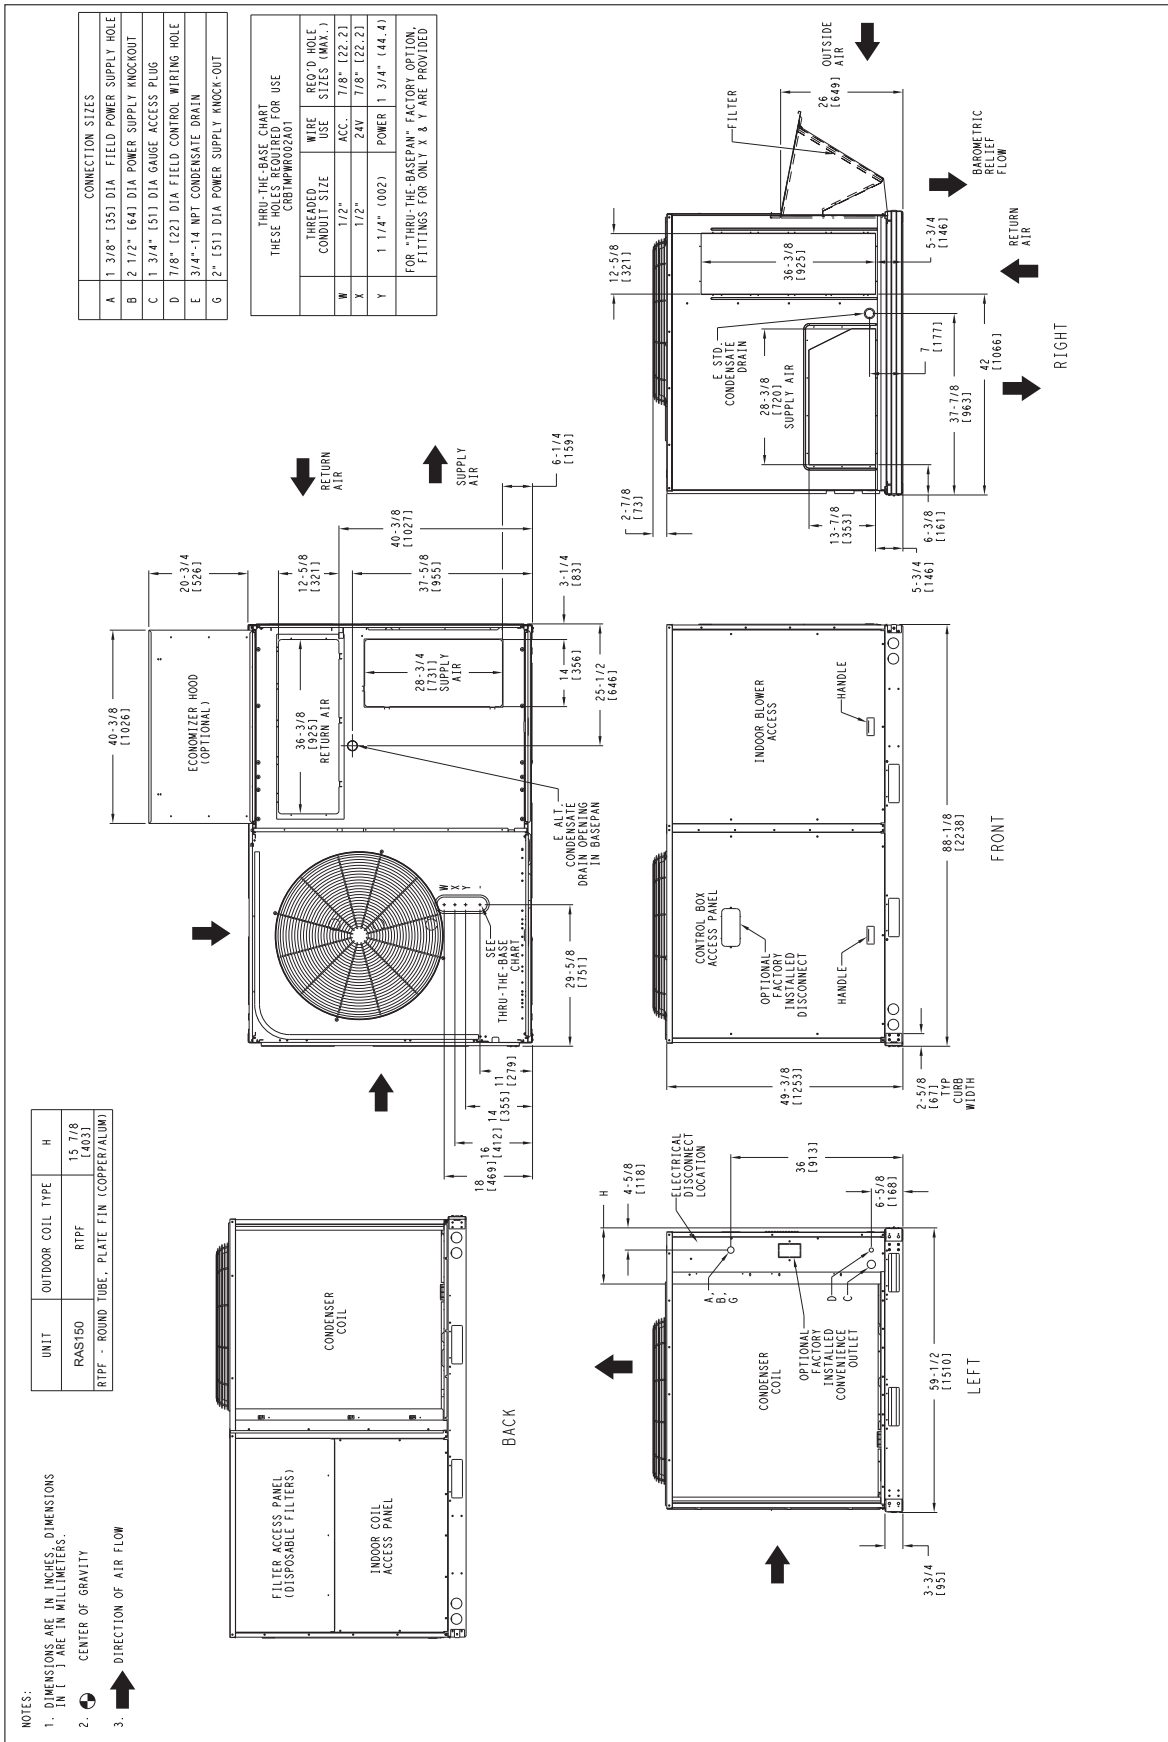 NOTES:
1. DIMENSIONS ARE IN INCHES, DIMENSIONS
IN [ ] ARE IN MILLIMETERS.
2. CENTER OF GRAVITY
3. DIRECTION OF AIR FLOW
UNIT OUTDOOR COIL TYPE H
RAS150 RTPF 15 7/8
[403]
RTPF - ROUND TUBE, PLATE FIN (COPPER/ALUM)
CONNECTION SIZES
A 1 3/8" [35] DIA FIELD POWER SUPPLY HOLE
B 2 1/2" [64] DIA POWER SUPPLY KNOCKOUT
C 1 3/4" [51] DIA GAUGE ACCESS PLUG
D 7/8" [22] DIA FIELD CONTROL WIRING HOLE
E 3/4"-14 NPT CONDENSATE DRAIN
G 2" [51] DIA POWER SUPPLY KNOCK-OUT
THRU-THE-BASE CHART
THESE HOLES REQUIRED FOR USE
CRBTMPWR002A01
THREADED
CONDUIT SIZE
WIRE
USE
REQ'D HOLE
SIZES (MAX.)
W 1/2" ACC. 7/8" [22.2]
X 1/2" 24V 7/8" [22.2]
Y 1 1/4" (002) POWER 1 3/4" (44.4)
FOR "THRU-THE-BASEPAN" FACTORY OPTION,
FITTINGS FOR ONLY X & Y ARE PROVIDED
FILTER ACCESS PANEL
(DISPOSABLE FILTERS)
INDOOR COIL
ACCESS PANEL
CONDENSER
COIL
BACK
40-3/8
[1026]
20-3/4
[526]
ECONOMIZER HOOD
(OPTIONAL)
12-5/8
[321]
36-3/8
[925]
RETURN AIR
RETURN
AIR
40-3/8
[1027]
37-5/8
[955]
SUPPLY
AIR
6-1/4
[159]
28-3/4
[731]
SUPPLY
AIR
3-1/4
[83]
14
[356]
25-1/2
[646]
E ALT.
CONDENSATE
DRAIN OPENING
IN BASEPAN
W
X
Y
-
SEE
THRU-THE-BASE
CHART
29-5/8
[751]
11
[279]
14
[355]
16
[412]
18
[469]
H
4-5/8
[118]
ELECTRICAL
DISCONNECT
LOCATION
36
[913]
6-5/8
[168]
A,
B,
G
D
C
CONDENSER
COIL
OPTIONAL
FACTORY
INSTALLED
CONVENIENCE
OUTLET
59-1/2
[1510]
3-3/4
[95]
LEFT
CONTROL BOX
ACCESS PANEL
OPTIONAL
FACTORY
INSTALLED
DISCONNECT
HANDLE
INDOOR BLOWER
ACCESS
HANDLE
49-3/8
[1253]
2-5/8
[67]
TYP
CURB
WIDTH
88-1/8
[2238]
FRONT
2-7/8
[73]
12-5/8
[321]
E STD.
CONDENSATE
DRAIN
36-3/8
[925]
28-3/8
[720]
SUPPLY AIR
FILTER
26
[649]
OUTSIDE
AIR
BAROMETRIC
RELIEF
FLOW
5-3/4
[146]
RETURN
AIR
7
[177]
42
[1066]
37-7/8
[963]
13-7/8
[353]
6-3/8
[161]
5-3/4
[146]
RIGHT